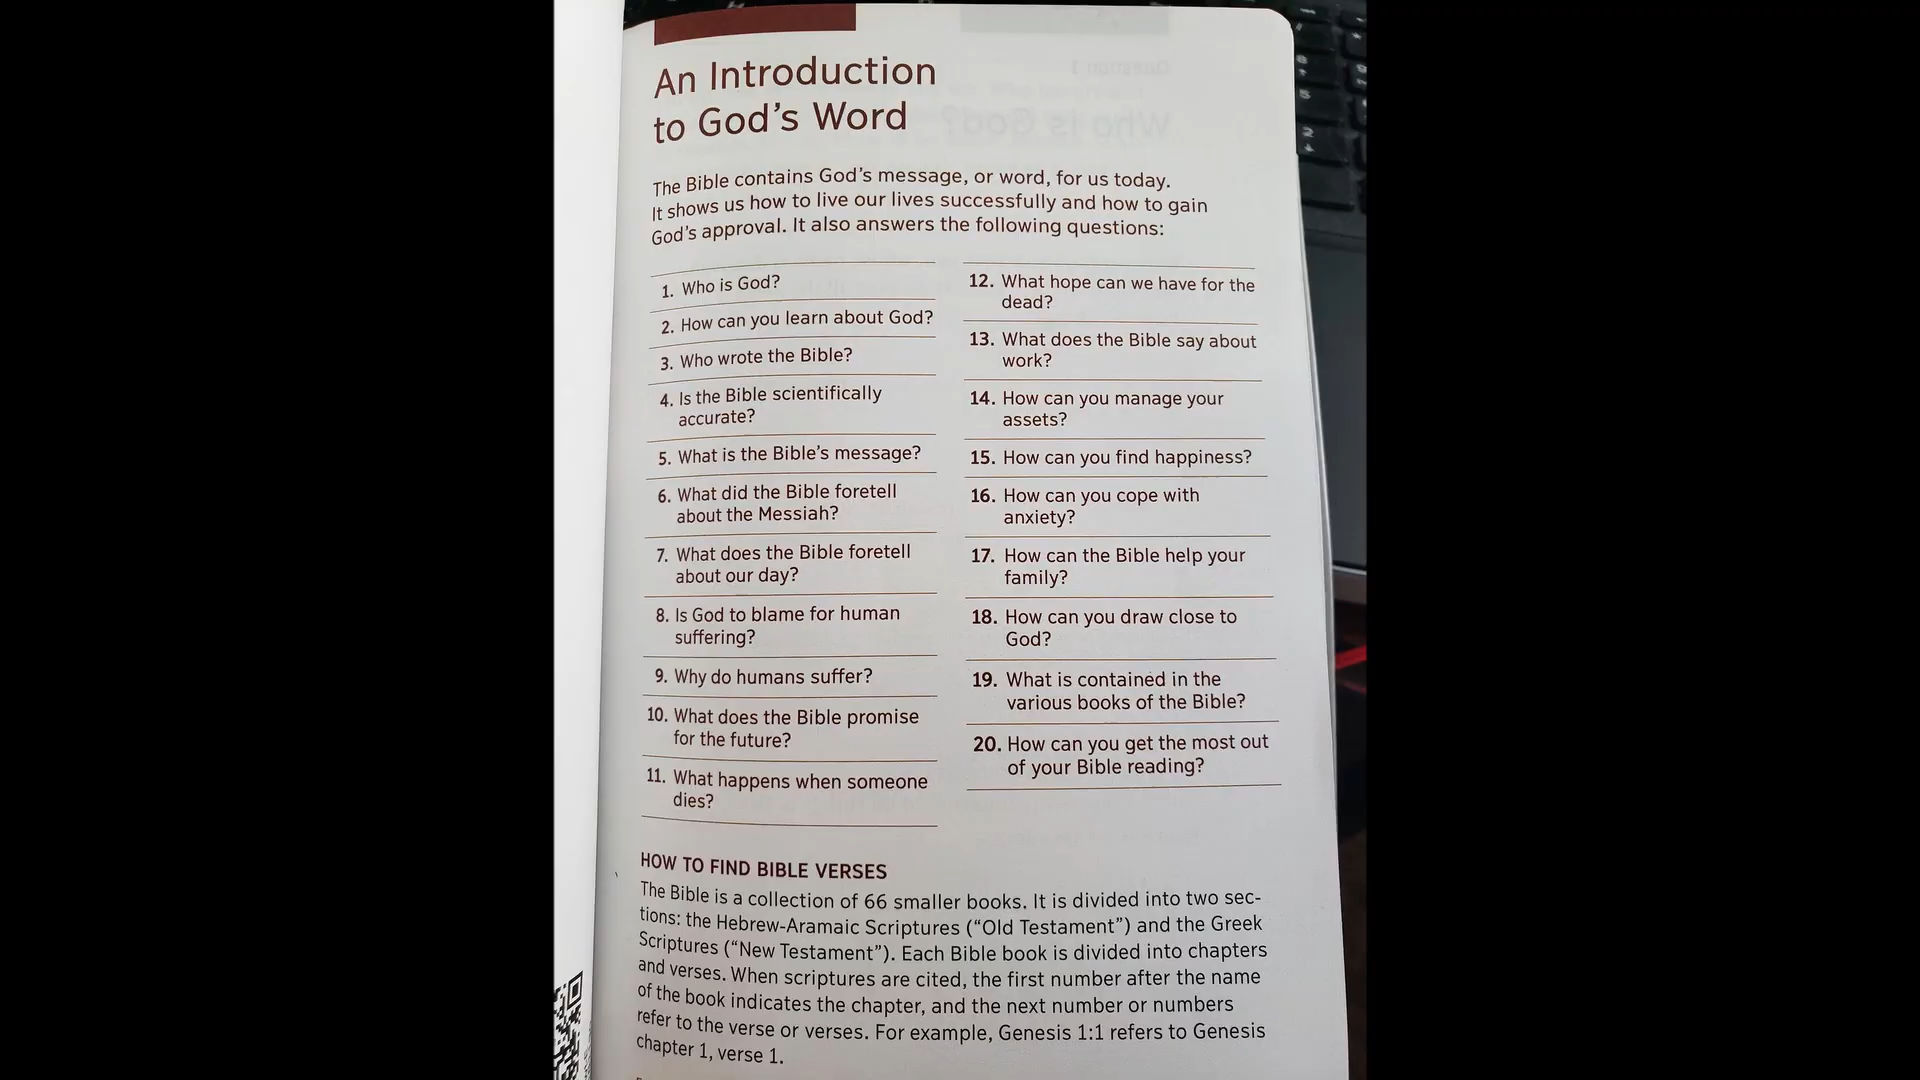 An Introduction
to God's Word
The Bible contains God's message, or word, for us today.
It shows us how to live our lives successfully and how to gain
God's approval. It also answers the following questions:
1. Who is God?
2. How can you learn about God?
3. Who wrote the Bible?
4. Is the Bible scientifically
accurate?
5. What is the Bible's message?
6. What did the Bible foretell
about the Messiah?
7. What does the Bible foretell
about our day?
8. Is God to blame for human
suffering?
9. Why do humans suffer?
10. What does the Bible promise
for the future?
11. What happens when someone
dies?
12. What hope can we have for the
dead?
13. What does the Bible say about
work?
14. How can you manage your
assets?
15. How can you find happiness?
16. How can you cope with
anxiety?
17. How can the Bible help your
family?
18. How can you draw close to
God?
19. What is contained in the
various books of the Bible?
20. How can you get the most out
of your Bible reading?
HOW TO FIND BIBLE VERSES
The Bible is a collection of 66 smaller books. It is divided into two sec-
tions: the Hebrew-Aramaic Scriptures ("Old Testament") and the Greek
Scriptures ("New Testament"). Each Bible book is divided into chapters
and verses. When scriptures are cited, the first number after the name
of the book indicates the chapter, and the next number or numbers
refer to the verse or verses. For example, Genesis 1:1 refers to Genesis
chapter 1, verse 1.